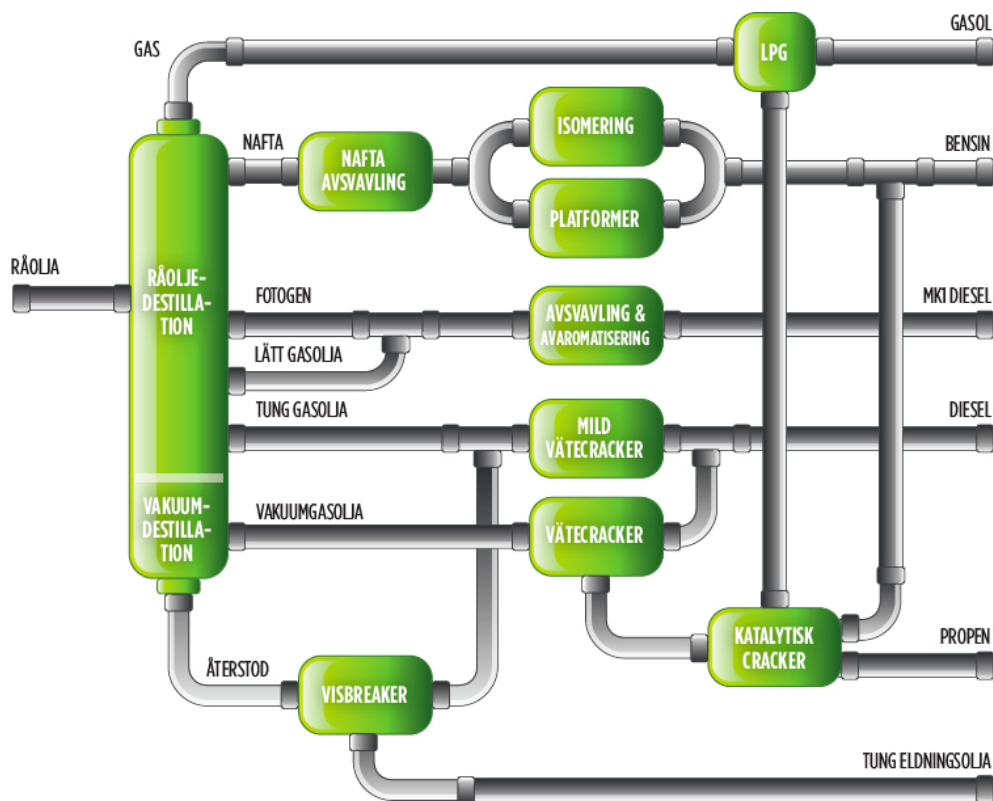 GASOL
GAS
LPG
ISOMERING
NAFTA
NAFTA
AVSVAVLING
BENSIN
PLATFORMER
RÅOLJA
RÅOLJE-
DESTILLA-
TION
FOTOGEN
AVSVAVLING &
AVAROMATISERING
MK1 DIESEL
LÄTT GASOLJA
TUNG GASOLJA
MILD
VÄTECRACKER
DIESEL
VAKUUM-
DESTILLA-
TION
VAKUUMGASOLJA
VÄTECRACKER
KATALYTISK
CRACKER
PROPEN
ÅTERSTOD
VISBREAKER
TUNG ELDNINGSOLJA